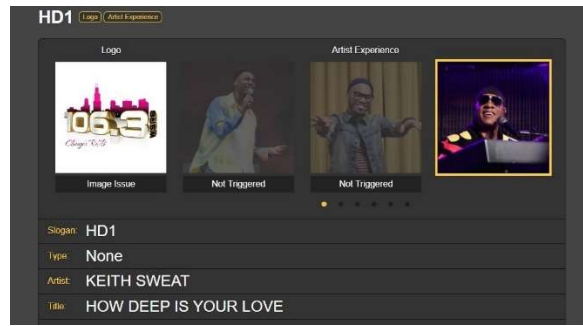 HD1 Logo Artist Experience
Logo Artist Experience
106.3
Chicago's R&B
Image Issue Not Triggered Not Triggered
Slogan: HD1
Type: None
Artist: KEITH SWEAT
Title: HOW DEEP IS YOUR LOVE